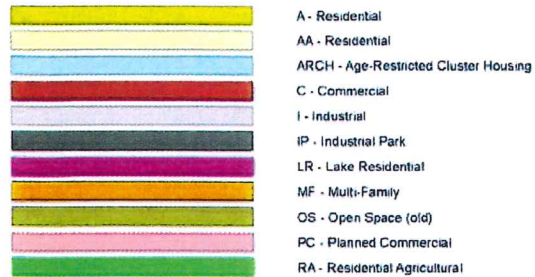 A - Residential
AA - Residential
ARCH - Age-Restricted Cluster Housing
C - Commercial
I - Industrial
IP - Industrial Park
LR - Lake Residential
MF - Multi-Family
OS - Open Space (old)
PC - Planned Commercial
RA - Residential Agricultural